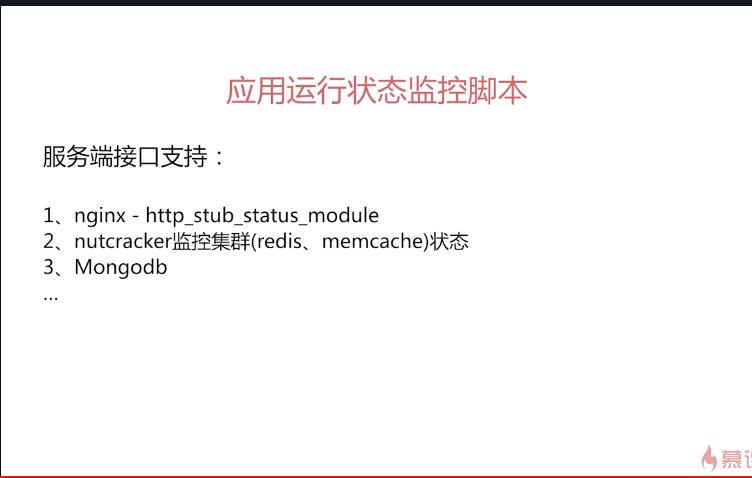 应用运行状态监控脚本
服务端接口支持：
1、nginx - http_stub_status_module
2、nutcracker监控集群(redis、memcache)状态
3、Mongodb
...
慕